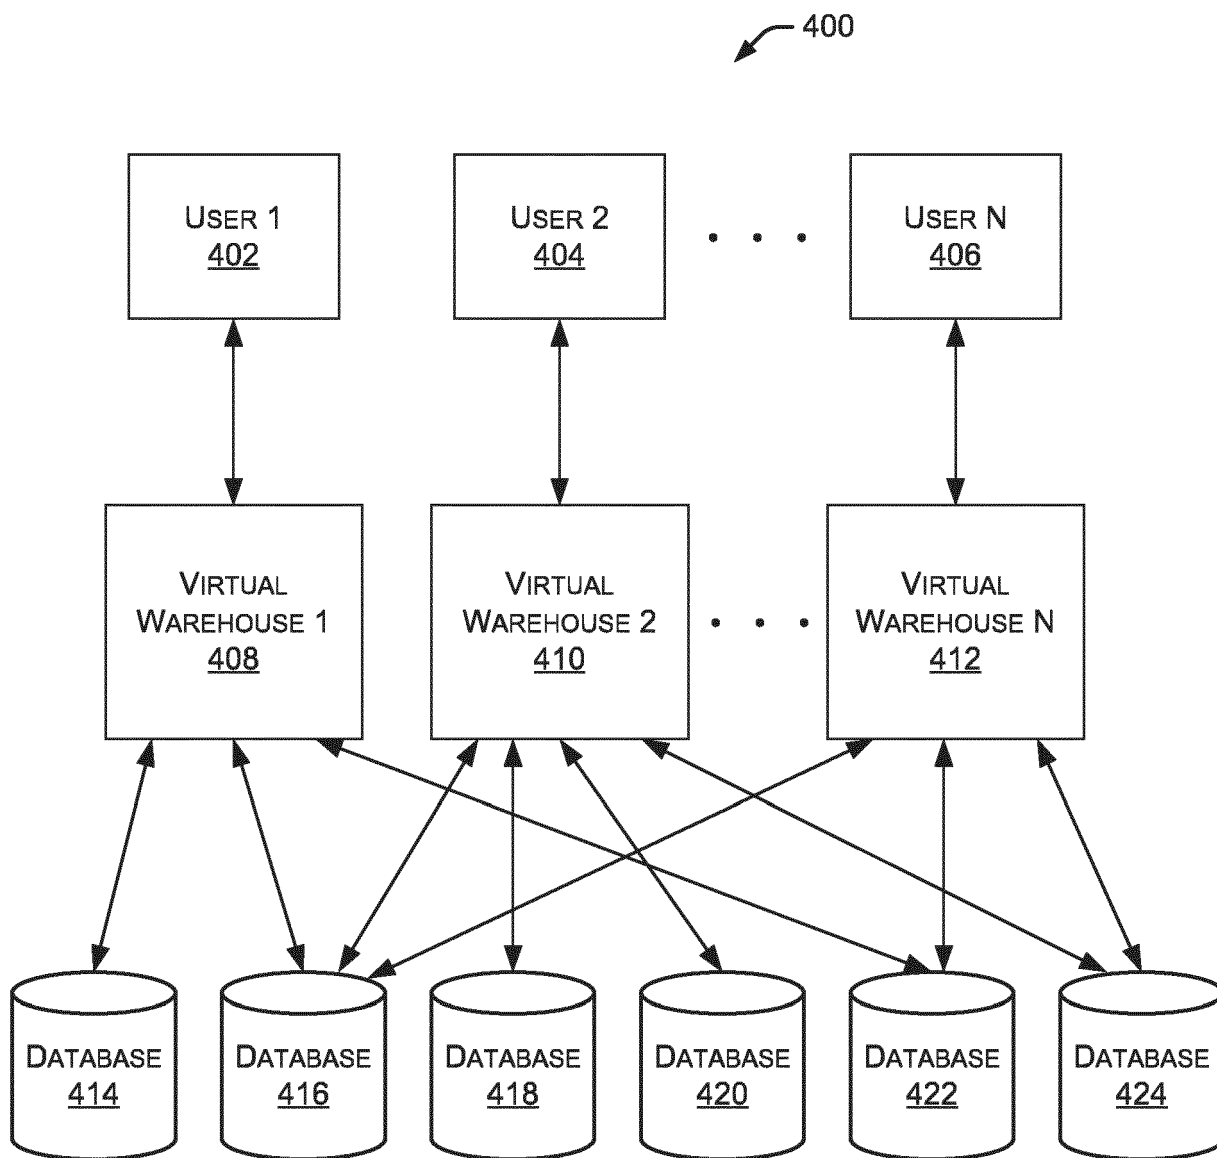 400
USER 1
402
USER 2
404
. . .
USER N
406
VIRTUAL
WAREHOUSE 1
408
VIRTUAL
WAREHOUSE 2
410
. . .
VIRTUAL
WAREHOUSE N
412
DATABASE
414
DATABASE
416
DATABASE
418
DATABASE
420
DATABASE
422
DATABASE
424